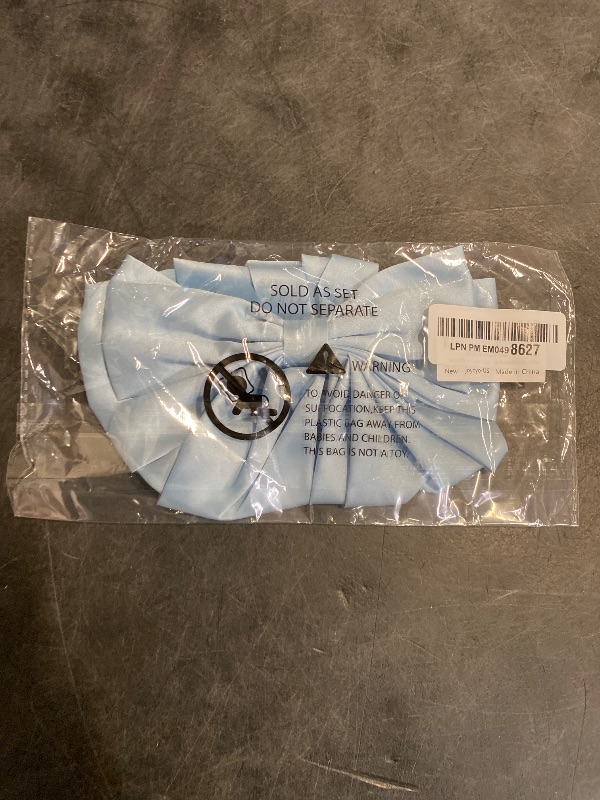 SOLD AS SET
DO NOT SEPARATE
LPN PM EM049 8627
New Made in China
WARNING
TO AVOID DANGER OF
SUFFOCATION,KEEP THIS
PLASTIC BAG AWAY FROM
BABIES AND CHILDREN.
THIS BAG IS NOT A TOY.